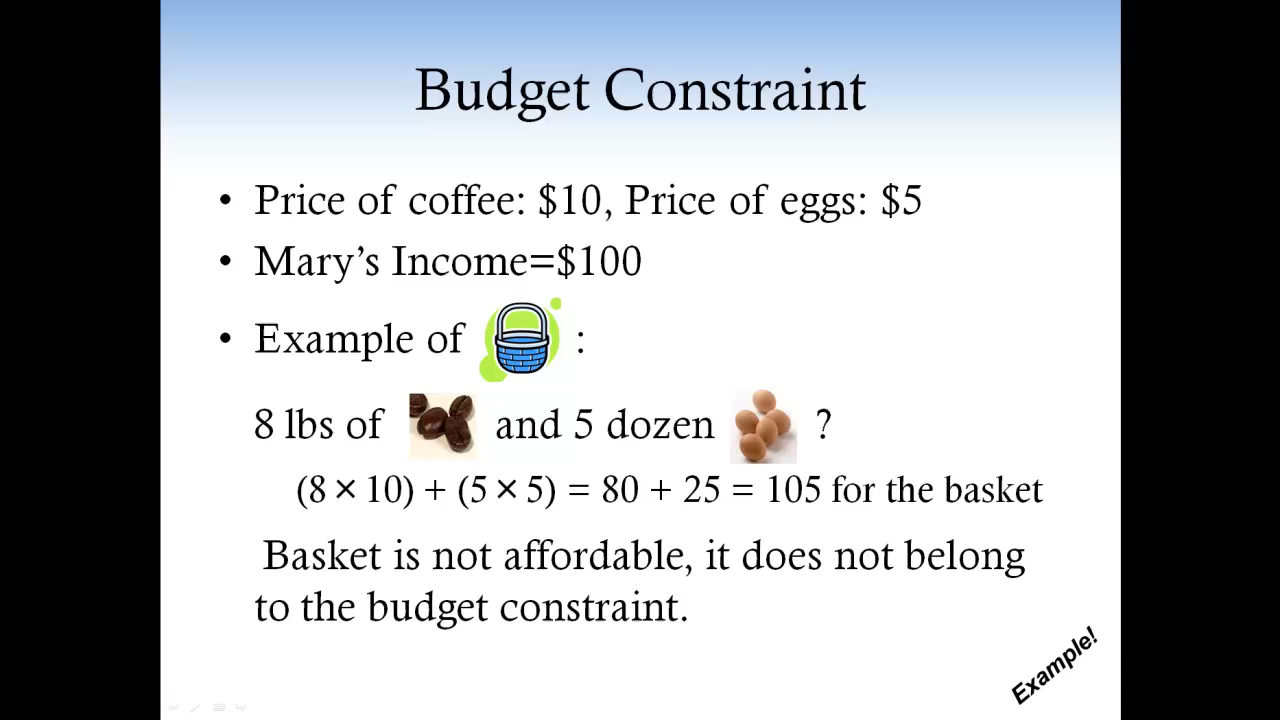 Budget Constraint
• Price of coffee: $10, Price of eggs: $5
• Mary's Income=$100
• Example of :
8 lbs of and 5 dozen ?
(8 × 10) + (5 × 5) = 80 + 25 = 105 for the basket
Basket is not affordable, it does not belong
to the budget constraint.
Example!